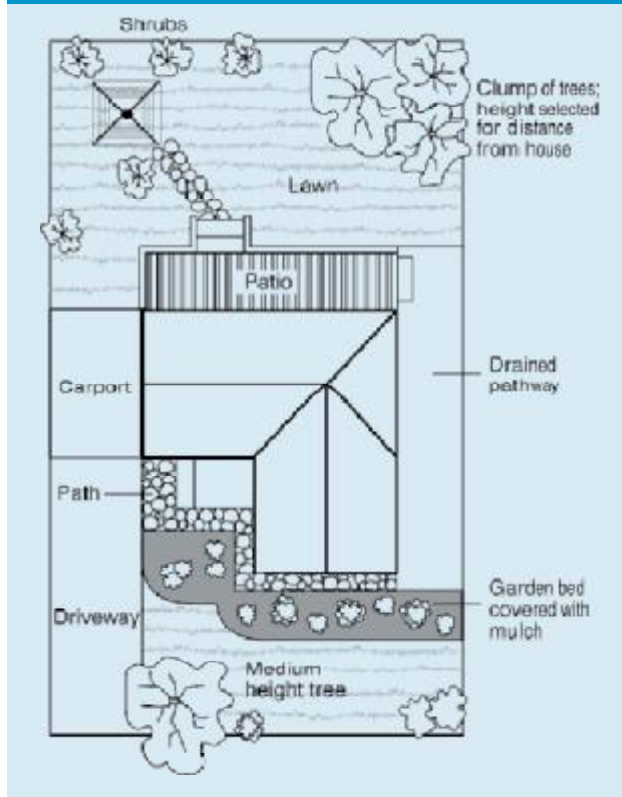 Shrubs
Clump of trees;
height selected
for distance
from house
Lawn
Patio
Carport
Drained
pathway
Path
Garden bed
covered with
mulch
Driveway
Medium
height tree